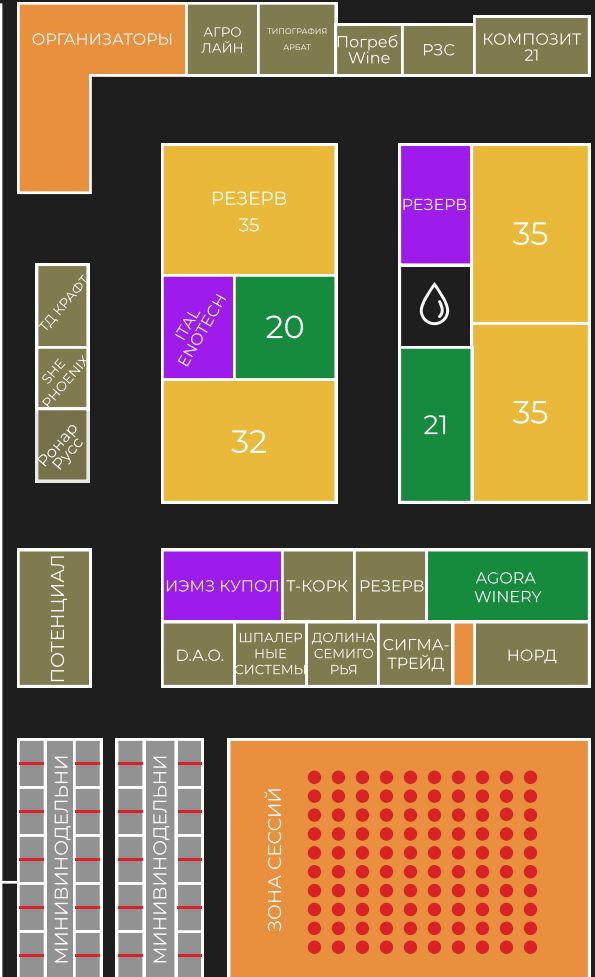 ОРГАНИЗАТОРЫ
АГРО
ЛАЙН
ТИПОГРАФИЯ
АРБАТ
Погреб
Wine
РЗС
КОМПОЗИТ
21
РЕЗЕРВ
35
РЕЗЕРВ
35
ТД КРАФТ
SHE
PHOENIX
Ронар
Русс
ITAL
ENOTECH
20
32
21
35
ПОТЕНЦИАЛ
ИЭМЗ КУПОЛ
Т-КОРК
РЕЗЕРВ
AGORA
WINERY
D.A.O.
ШПАЛЕР
НЫЕ
СИСТЕМЫ
ДОЛИНА
СЕМИГО
РЬЯ
СИГМА-
ТРЕЙД
НОРД
МИНИВИНОДЕЛЬНИ
МИНИВИНОДЕЛЬНИ
ЗОНА СЕССИЙ